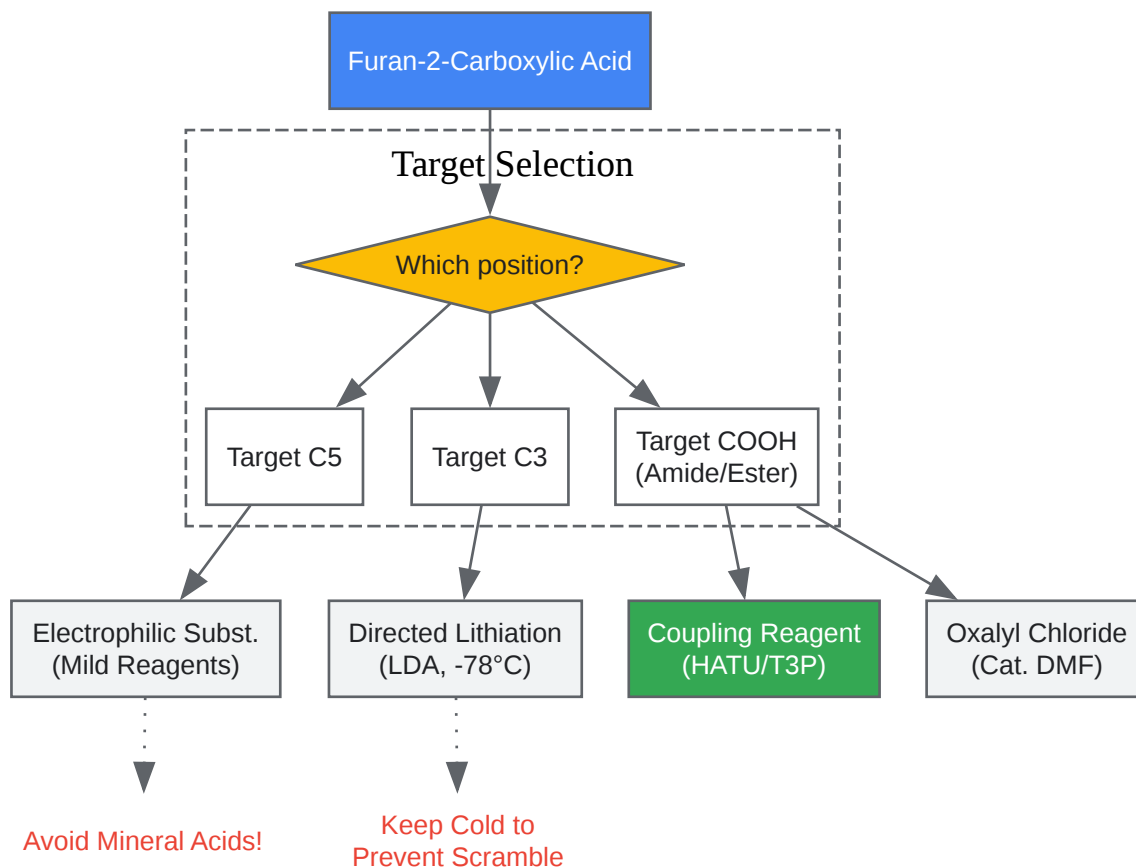 Furan-2-Carboxylic Acid
Target Selection
Which position?
Target C5
Target C3
Target COOH
(Amide/Ester)
Electrophilic Subst.
(Mild Reagents)
Directed Lithiation
(LDA, -78°C)
Coupling Reagent
(HATU/T3P)
Oxalyl Chloride
(Cat. DMF)
Avoid Mineral Acids!
Keep Cold to
Prevent Scramble